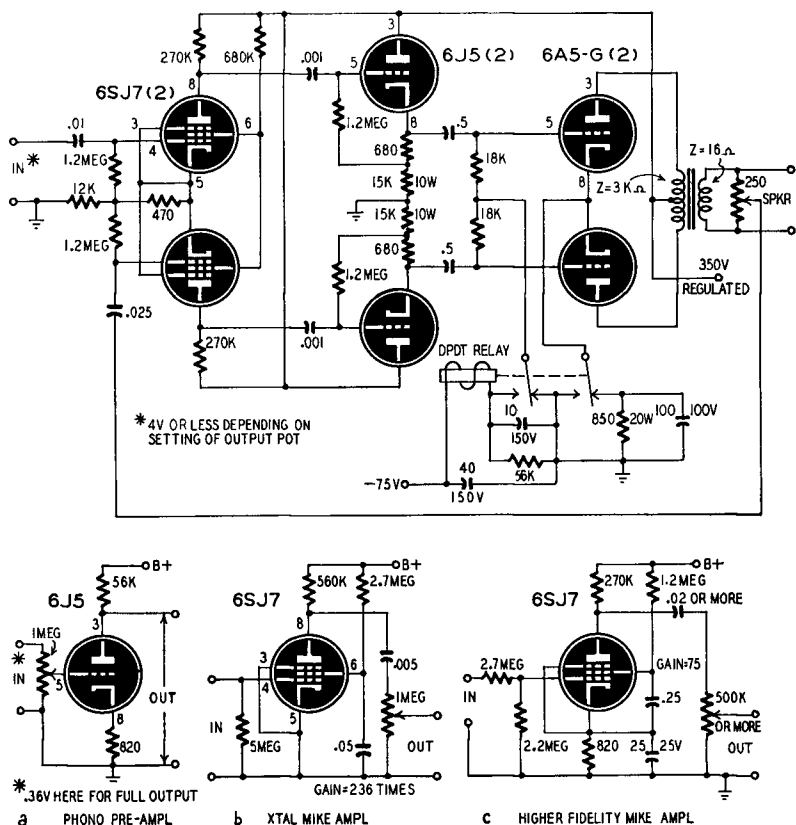 270K
680K
.001
6J5(2)
6A5-G(2)
6SJ7(2)
3
8
5
3
.01
3
4
6
1.2MEG
8
.5
5
Z=16Ω
IN *
1.2MEG
680
18K
12K
5
470
15K
10W
8
Z=3KΩ
250
SPKR
15K
10W
18K
1.2MEG
680
1.2MEG
.5
350V
REGULATED
.025
270K
.001
DPDT RELAY
* 4V OR LESS DEPENDING ON
SETTING OF OUTPUT POT
10
150V
850
20W
100
100V
56K
-75V
40
150V
B+
56K
6J5
3
1MEG
*
IN
5
OUT
8
820
* .36V HERE FOR FULL OUTPUT
a PHONO PRE-AMPL
B+
560K
2.7MEG
6SJ7
8
3
4
6
.005
1MEG
IN
5
5MEG
.05
OUT
GAIN=236 TIMES
b XTAL MIKE AMPL
B+
270K
1.2MEG
6SJ7
.02 OR MORE
GAIN=75
2.7MEG
IN
.25
500K
OR MORE
2.2MEG
820
25
25V
OUT
c HIGHER FIDELITY MIKE AMPL